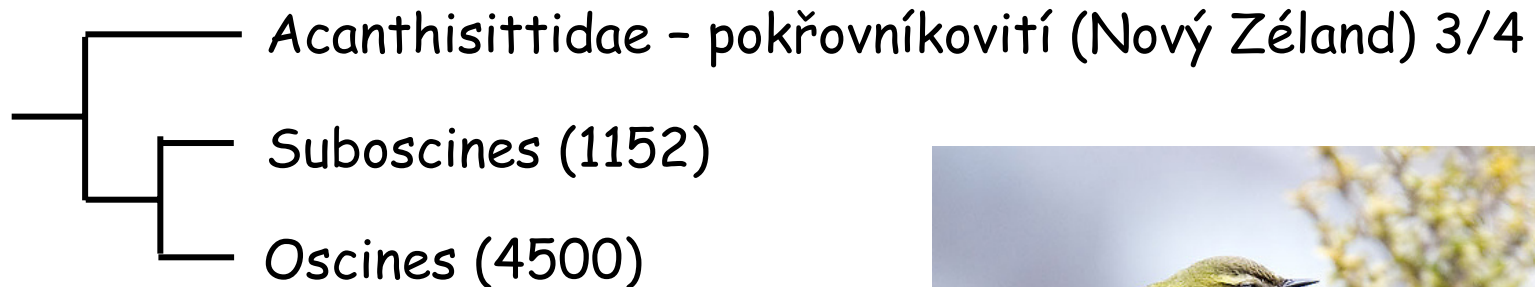 Acanthisittidae – pokřovníkovití (Nový Zéland) 3/4
Suboscines (1152)
Oscines (4500)